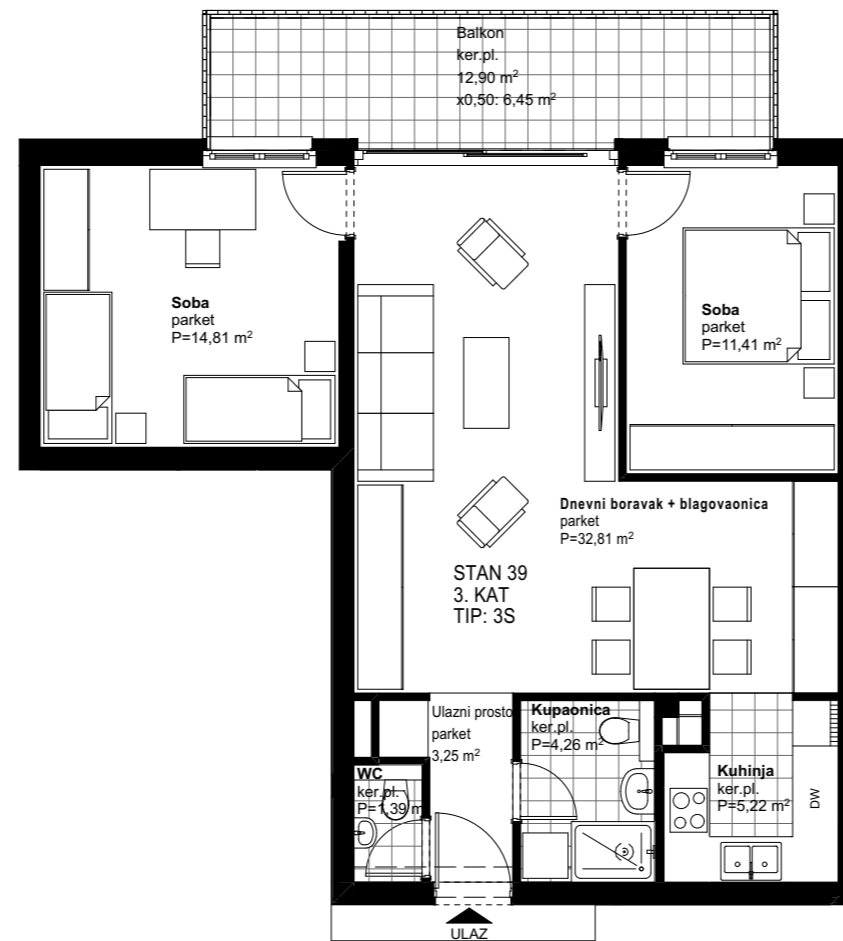 Balkon
ker.pl.
12,90 m²
x0,50: 6,45 m²
Soba
parket
P=14,81 m²
Soba
parket
P=11,41 m²
Dnevni boravak + blagovaonica
parket
P=32,81 m²
STAN 39
3. KAT
TIP: 3S
Ulazni prosto
parket
3,25 m²
Kupaonica
ker.pl.
P=4,26 m²
WC
ker.pl.
P=1,39 m
Kuhinja
ker.pl.
P=5,22 m²
DW
ULAZ